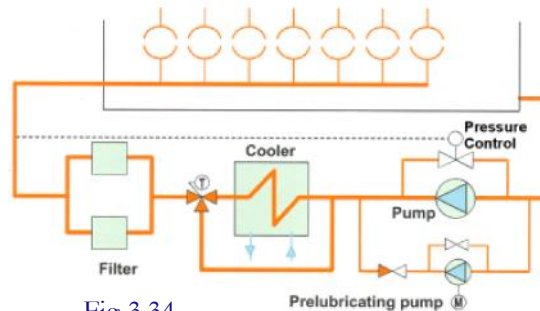 Pressure
Control
Cooler
T
Pump
Filter
Prelubricating pump M
Fig 3.34